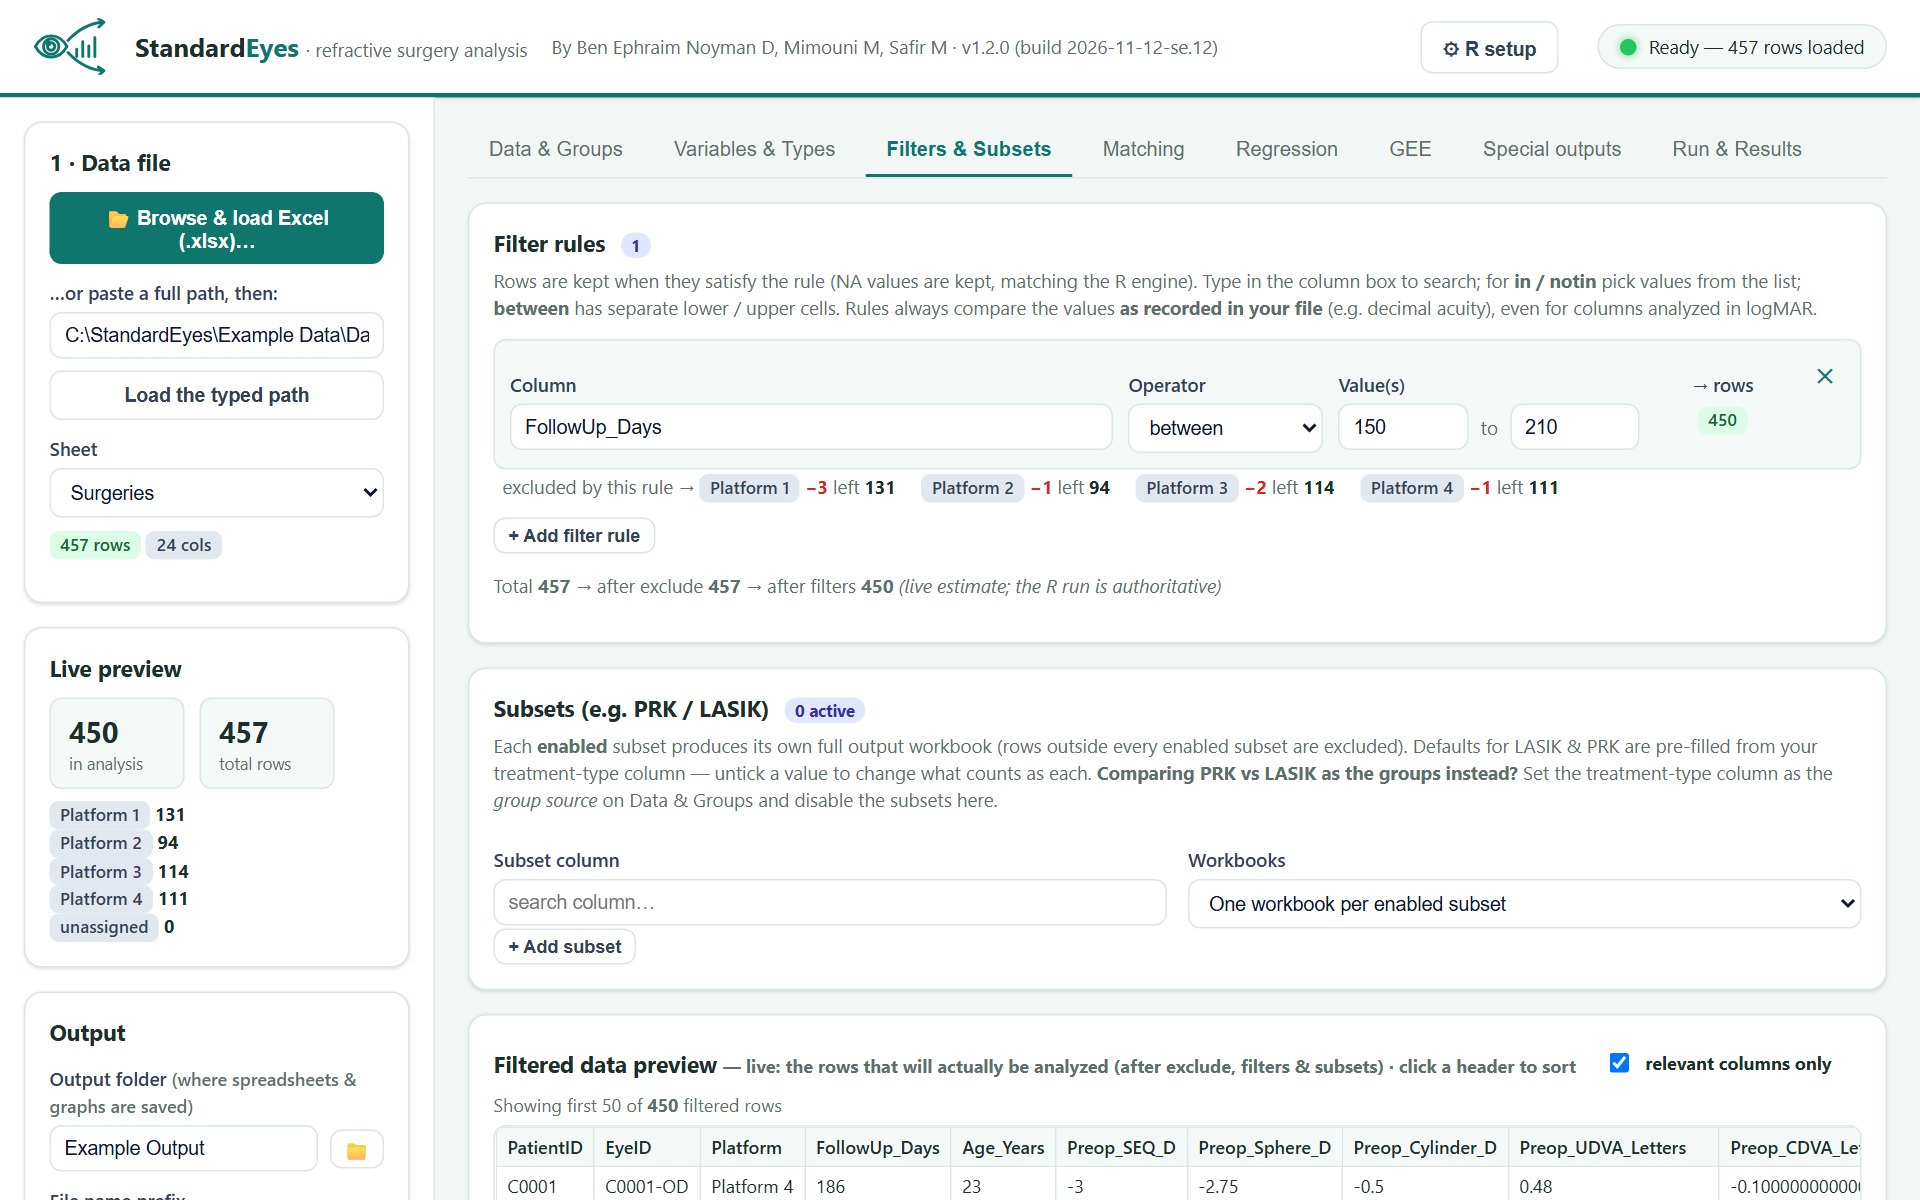 StandardEyes · refractive surgery analysis
By Ben Ephraim Noyman D, Mimouni M, Safir M · v1.2.0 (build 2026-11-12-se.12)
⚙ R setup
Ready — 457 rows loaded
1 · Data file
📂 Browse & load Excel
(.xlsx)…
…or paste a full path, then:
C:\StandardEyes\Example Data\Da
Load the typed path
Sheet
Surgeries
457 rows 24 cols
Live preview
450
in analysis
457
total rows
Platform 1 131
Platform 2 94
Platform 3 114
Platform 4 111
unassigned 0
Output
Output folder (where spreadsheets &
graphs are saved)
Example Output
Data & Groups
Variables & Types
Filters & Subsets
Matching
Regression
GEE
Special outputs
Run & Results
Filter rules 1
Rows are kept when they satisfy the rule (NA values are kept, matching the R engine). Type in the column box to search; for in / notin pick values from the list;
between has separate lower / upper cells. Rules always compare the values as recorded in your file (e.g. decimal acuity), even for columns analyzed in logMAR.
Column Operator Value(s) → rows
FollowUp_Days between 150 to 210 450
excluded by this rule → Platform 1 −3 left 131 Platform 2 −1 left 94 Platform 3 −2 left 114 Platform 4 −1 left 111
+ Add filter rule
Total 457 → after exclude 457 → after filters 450 (live estimate; the R run is authoritative)
Subsets (e.g. PRK / LASIK) 0 active
Each enabled subset produces its own full output workbook (rows outside every enabled subset are excluded). Defaults for LASIK & PRK are pre-filled from your
treatment-type column — untick a value to change what counts as each. Comparing PRK vs LASIK as the groups instead? Set the treatment-type column as the
group source on Data & Groups and disable the subsets here.
Subset column Workbooks
search column… One workbook per enabled subset
+ Add subset
Filtered data preview — live: the rows that will actually be analyzed (after exclude, filters & subsets) · click a header to sort
relevant columns only
Showing first 50 of 450 filtered rows
PatientID EyeID Platform FollowUp_Days Age_Years Preop_SEQ_D Preop_Sphere_D Preop_Cylinder_D Preop_UDVA_Letters Preop_CDVA_Le
C0001 C0001-OD Platform 4 186 23 -3 -2.75 -0.5 0.48 -0.10000000000